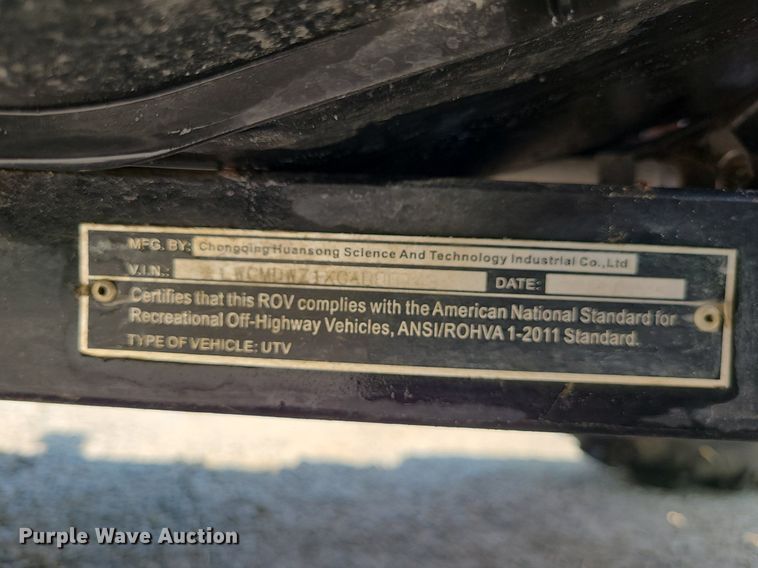 MFG. BY: Chongqing Huansong Science And Technology Industrial Co.,Ltd
V.I.N.: DATE:
Certifies that this ROV complies with the American National Standard for
Recreational Off-Highway Vehicles, ANSI/ROHVA 1-2011 Standard.
TYPE OF VEHICLE: UTV
Purple Wave Auction®